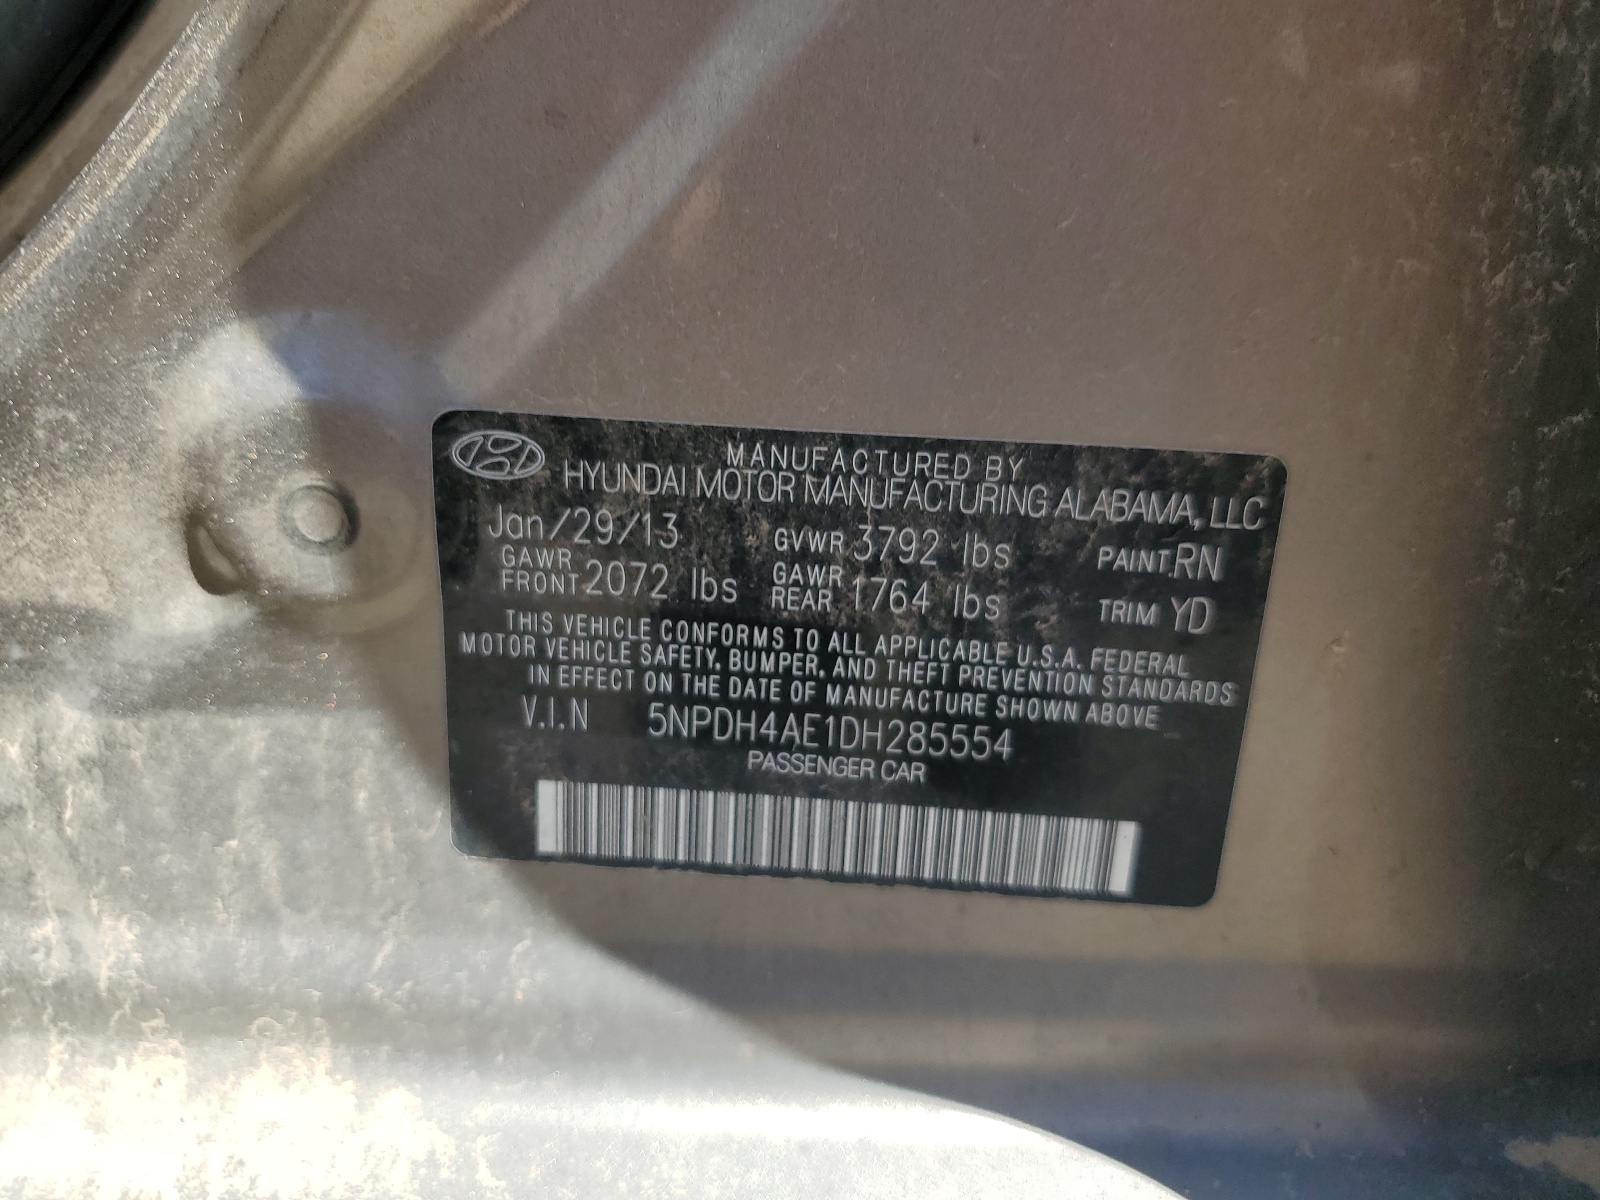 MANUFACTURED BY
HYUNDAI MOTOR MANUFACTURING ALABAMA, LLC
Jan/29/13 GVWR 3792 lbs PAINT:RN
GAWR FRONT 2072 lbs GAWR REAR 1764 lbs TRIM YD
THIS VEHICLE CONFORMS TO ALL APPLICABLE U.S.A. FEDERAL
MOTOR VEHICLE SAFETY, BUMPER, AND THEFT PREVENTION STANDARDS
IN EFFECT ON THE DATE OF MANUFACTURE SHOWN ABOVE
V.I.N 5NPDH4AE1DH285554
PASSENGER CAR